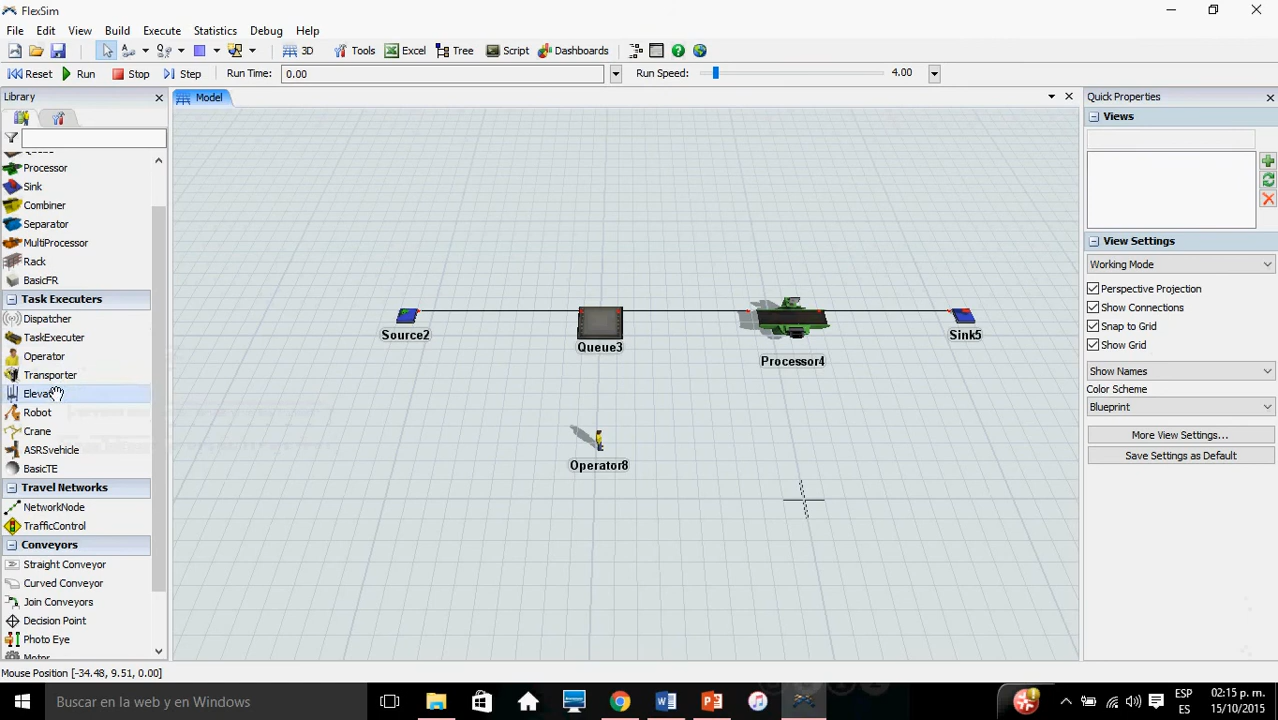 FlexSim
File Edit View Build Execute Statistics Debug Help
3D Tools Excel Tree Script Dashboards
Reset Run Stop Step Run Time: 0.00 Run Speed: 4.00
Library
Model
Quick Properties
Views
Processor
Sink
Combiner
Separator
MultiProcessor
Rack
BasicFR
Task Executers
Dispatcher
TaskExecuter
Operator
Transporter
Robot
Crane
ASRSvehicle
BasicTE
Travel Networks
NetworkNode
TrafficControl
Conveyors
Straight Conveyor
Curved Conveyor
Join Conveyors
Decision Point
Photo Eye
Source2
Queue3
Processor4
Sink5
Operator8
View Settings
Working Mode
Perspective Projection
Show Connections
Snap to Grid
Show Grid
Show Names
Color Scheme
Blueprint
More View Settings...
Save Settings as Default
Mouse Position [-34.48, 9.51, 0.00]
Buscar en la web y en Windows
ESP
ES
02:15 p. m.
15/10/2015